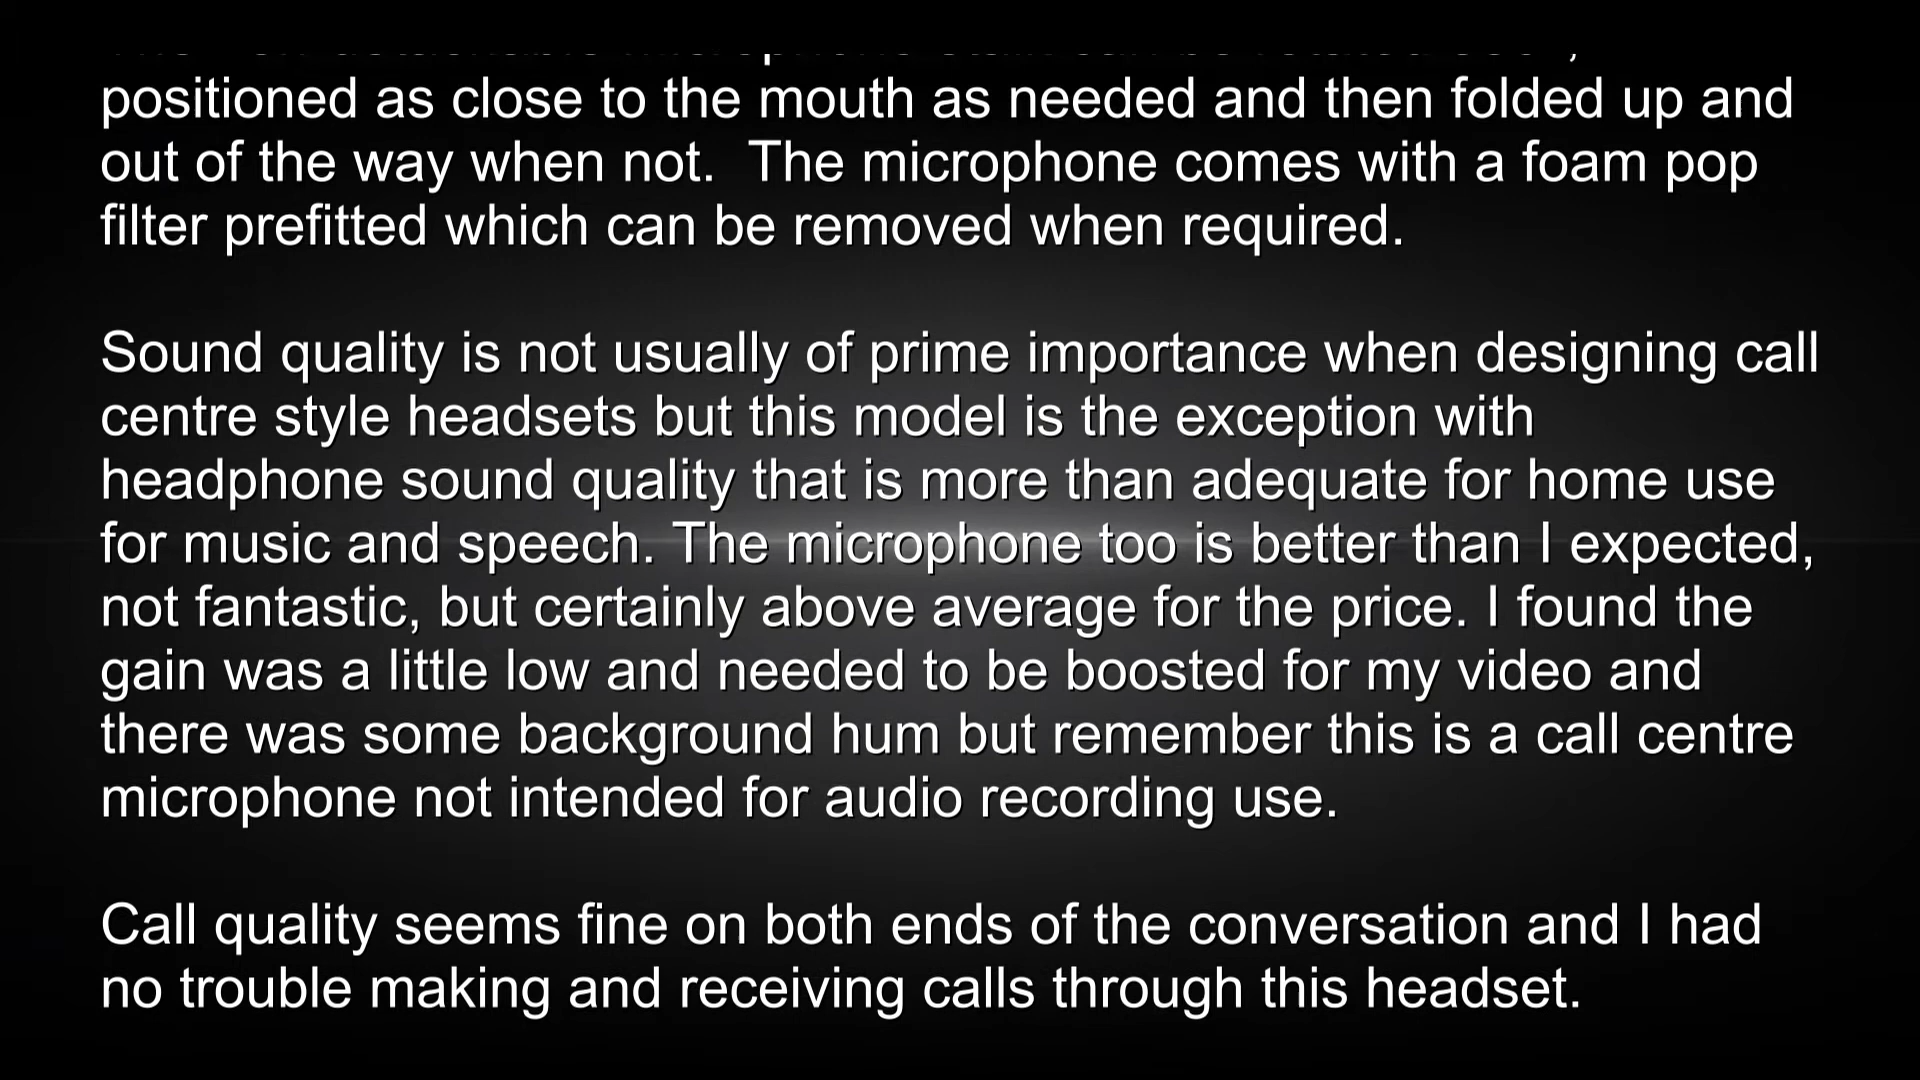 positioned as close to the mouth as needed and then folded up and
out of the way when not.  The microphone comes with a foam pop
filter prefitted which can be removed when required.
Sound quality is not usually of prime importance when designing call
centre style headsets but this model is the exception with
headphone sound quality that is more than adequate for home use
for music and speech. The microphone too is better than I expected,
not fantastic, but certainly above average for the price. I found the
gain was a little low and needed to be boosted for my video and
there was some background hum but remember this is a call centre
microphone not intended for audio recording use.
Call quality seems fine on both ends of the conversation and I had
no trouble making and receiving calls through this headset.